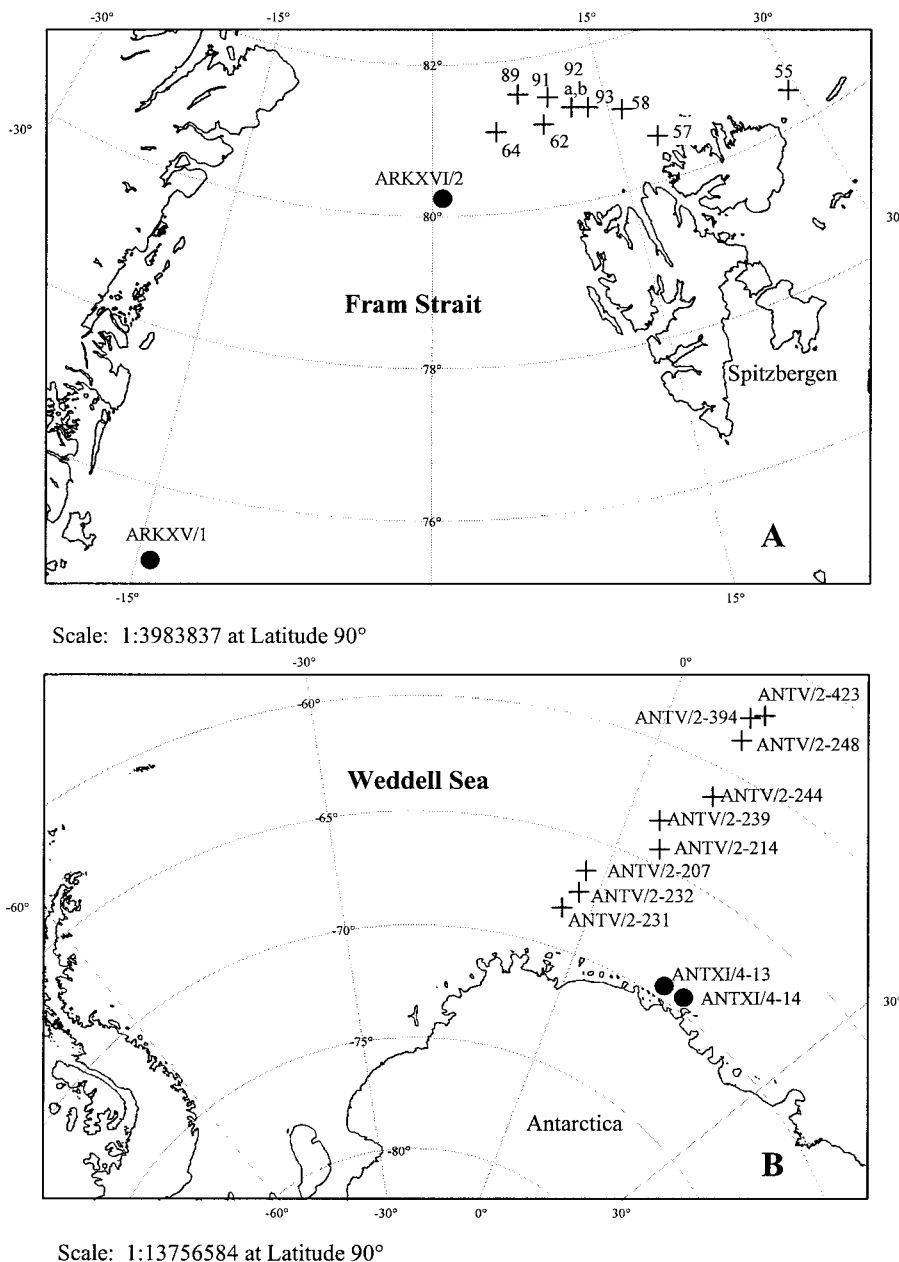 -30° -15° 15° 30°
82°
55
92
89 91 a,b 93 58
-30°
57
64 62
ARKXVI/2
80° 30
Fram Strait
78°
Spitzbergen
76°
ARKXV/1
A
-15° 15°
Scale: 1:3983837 at Latitude 90°
-30° 0°
-60° ANTV/2-423
ANTV/2-394
ANTV/2-248
Weddell Sea
ANTV/2-244
-65° ANTV/2-239
ANTV/2-214
ANTV/2-207
ANTV/2-232
-60° ANTV/2-231
-70°
ANTXI/4-13
ANTXI/4-14 30°
-75°
Antarctica
-80° B
-60° -30° 0° 30°
Scale: 1:13756584 at Latitude 90°